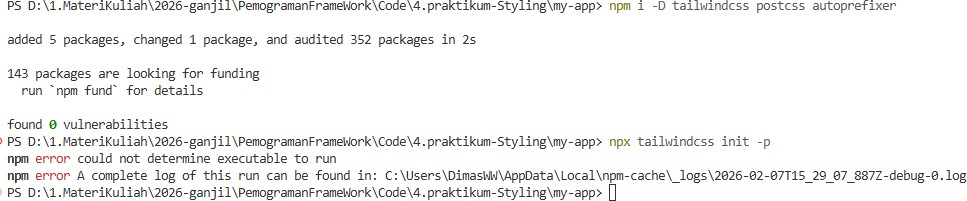 PS D:\1.MateriKuliah\2026-ganjil\PemogramanFrameWork\Code\4.praktikum-Styling\my-app> npm i -D tailwindcss postcss autoprefixer
added 5 packages, changed 1 package, and audited 352 packages in 2s
143 packages are looking for funding
  run `npm fund` for details
found 0 vulnerabilities
PS D:\1.MateriKuliah\2026-ganjil\PemogramanFrameWork\Code\4.praktikum-Styling\my-app> npx tailwindcss init -p
npm error could not determine executable to run
npm error A complete log of this run can be found in: C:\Users\DimasWW\AppData\Local\npm-cache\_logs\2026-02-07T15_29_07_887Z-debug-0.log
PS D:\1.MateriKuliah\2026-ganjil\PemogramanFrameWork\Code\4.praktikum-Styling\my-app>